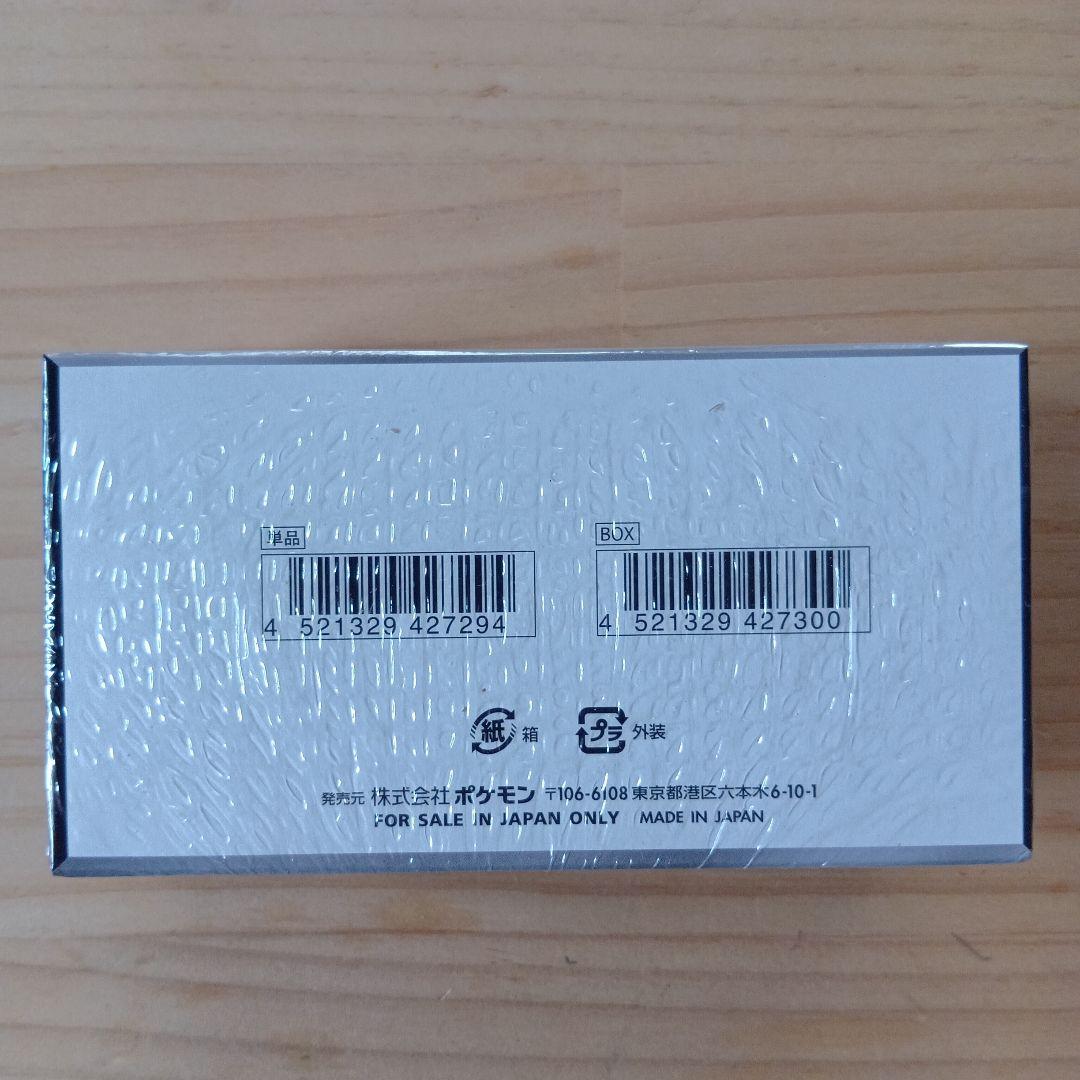 単品
4 521329 427294
BOX
4 521329 427300
紙 箱
プラ 外装
発売元 株式会社 ポケモン 〒106-6108 東京都港区六本木6-10-1
FOR SALE IN JAPAN ONLY MADE IN JAPAN